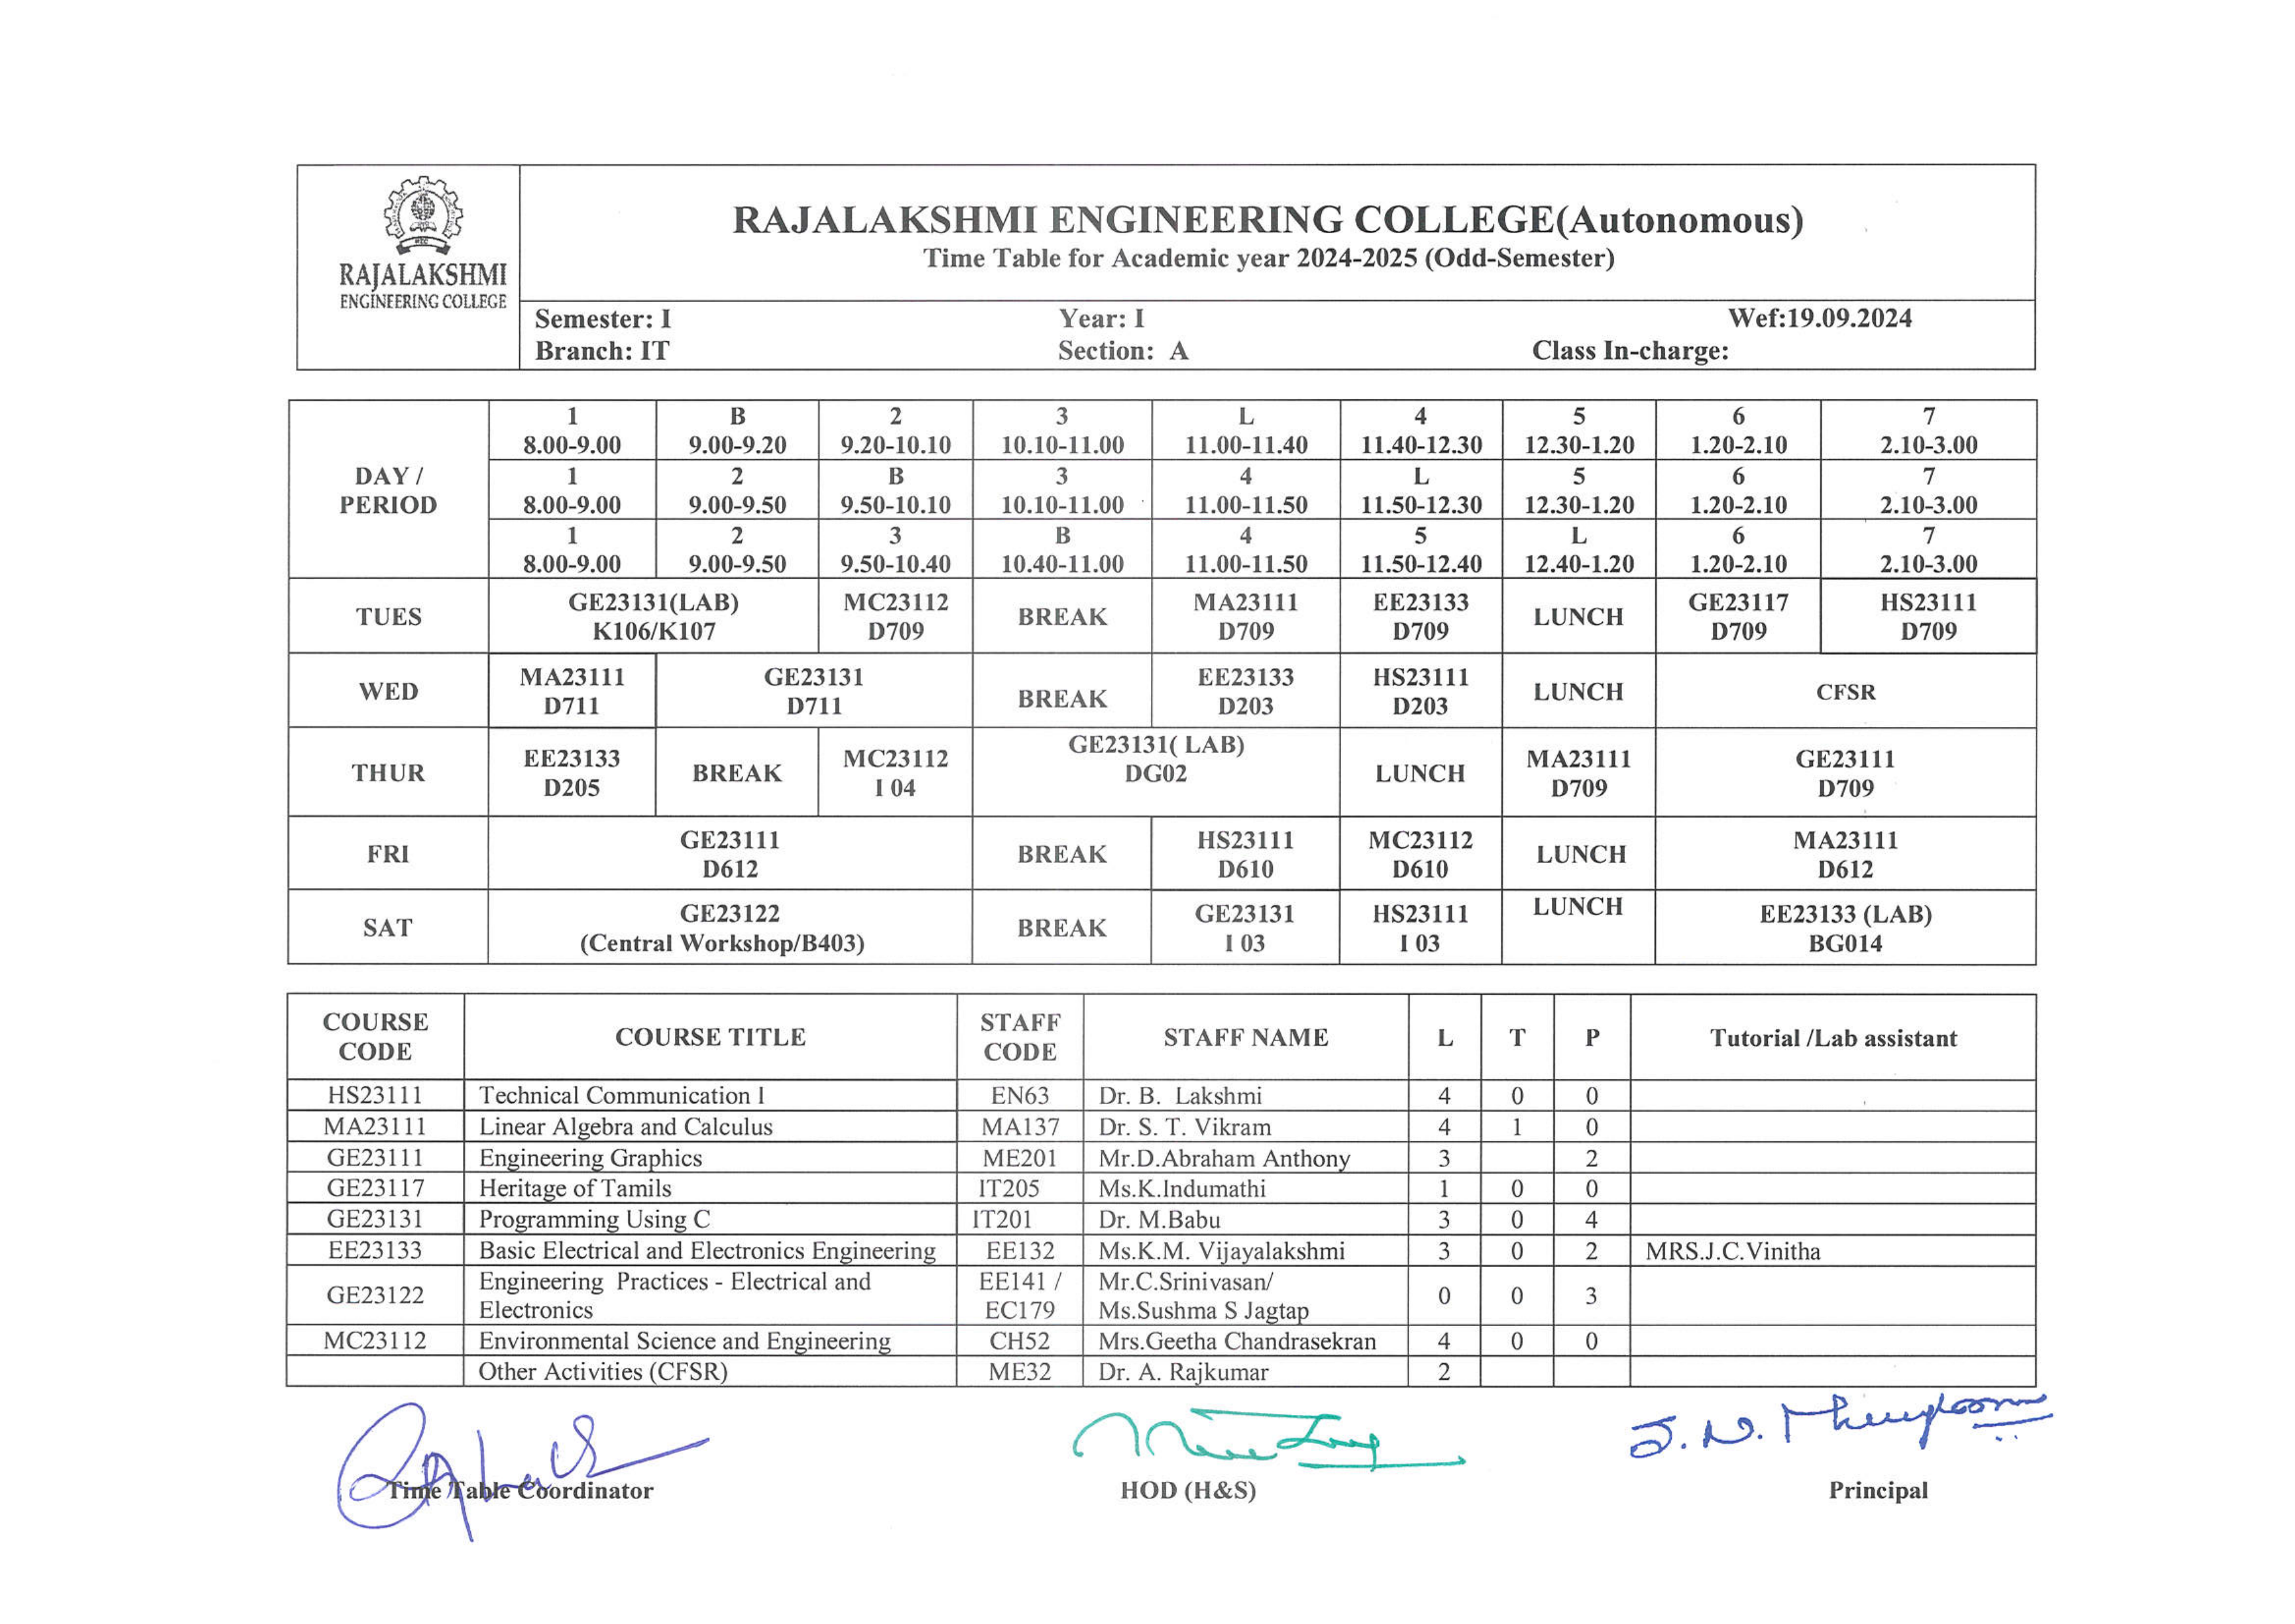 RAJALAKSHMI
ENGINEERING COLLEGE
RAJALAKSHMI ENGINEERING COLLEGE(Autonomous)
Time Table for Academic year 2024-2025 (Odd-Semester)
Semester: I Year: I Wef:19.09.2024
Branch: IT Section: A Class In-charge:
DAY / PERIOD
1 B 2 3 L 4 5 6 7
8.00-9.00 9.00-9.20 9.20-10.10 10.10-11.00 11.00-11.40 11.40-12.30 12.30-1.20 1.20-2.10 2.10-3.00
1 2 B 3 4 L 5 6 7
8.00-9.00 9.00-9.50 9.50-10.10 10.10-11.00 11.00-11.50 11.50-12.30 12.30-1.20 1.20-2.10 2.10-3.00
1 2 3 B 4 5 L 6 7
8.00-9.00 9.00-9.50 9.50-10.40 10.40-11.00 11.00-11.50 11.50-12.40 12.40-1.20 1.20-2.10 2.10-3.00
TUES GE23131(LAB) MC23112 BREAK MA23111 EE23133 LUNCH GE23117 HS23111
K106/K107 D709 D709 D709 D709 D709
WED MA23111 GE23131 BREAK EE23133 HS23111 LUNCH CFSR
D711 D711 D203 D203
THUR EE23133 BREAK MC23112 GE23131( LAB) LUNCH MA23111 GE23111
D205 I 04 DG02 D709 D709
FRI GE23111 BREAK HS23111 MC23112 LUNCH MA23111
D612 D610 D610 D612
SAT GE23122 BREAK GE23131 HS23111 LUNCH EE23133 (LAB)
(Central Workshop/B403) I 03 I 03 BG014
COURSE CODE COURSE TITLE STAFF CODE STAFF NAME L T P Tutorial /Lab assistant
HS23111 Technical Communication I EN63 Dr. B. Lakshmi 4 0 0
MA23111 Linear Algebra and Calculus MA137 Dr. S. T. Vikram 4 1 0
GE23111 Engineering Graphics ME201 Mr.D.Abraham Anthony 3 2
GE23117 Heritage of Tamils IT205 Ms.K.Indumathi 1 0 0
GE23131 Programming Using C IT201 Dr. M.Babu 3 0 4
EE23133 Basic Electrical and Electronics Engineering EE132 Ms.K.M. Vijayalakshmi 3 0 2 MRS.J.C.Vinitha
GE23122 Engineering Practices - Electrical and EE141 / Mr.C.Srinivasan/ 0 0 3
Electronics EC179 Ms.Sushma S Jagtap
MC23112 Environmental Science and Engineering CH52 Mrs.Geetha Chandrasekran 4 0 0
Other Activities (CFSR) ME32 Dr. A. Rajkumar 2
Time Table Coordinator HOD (H&S) Principal